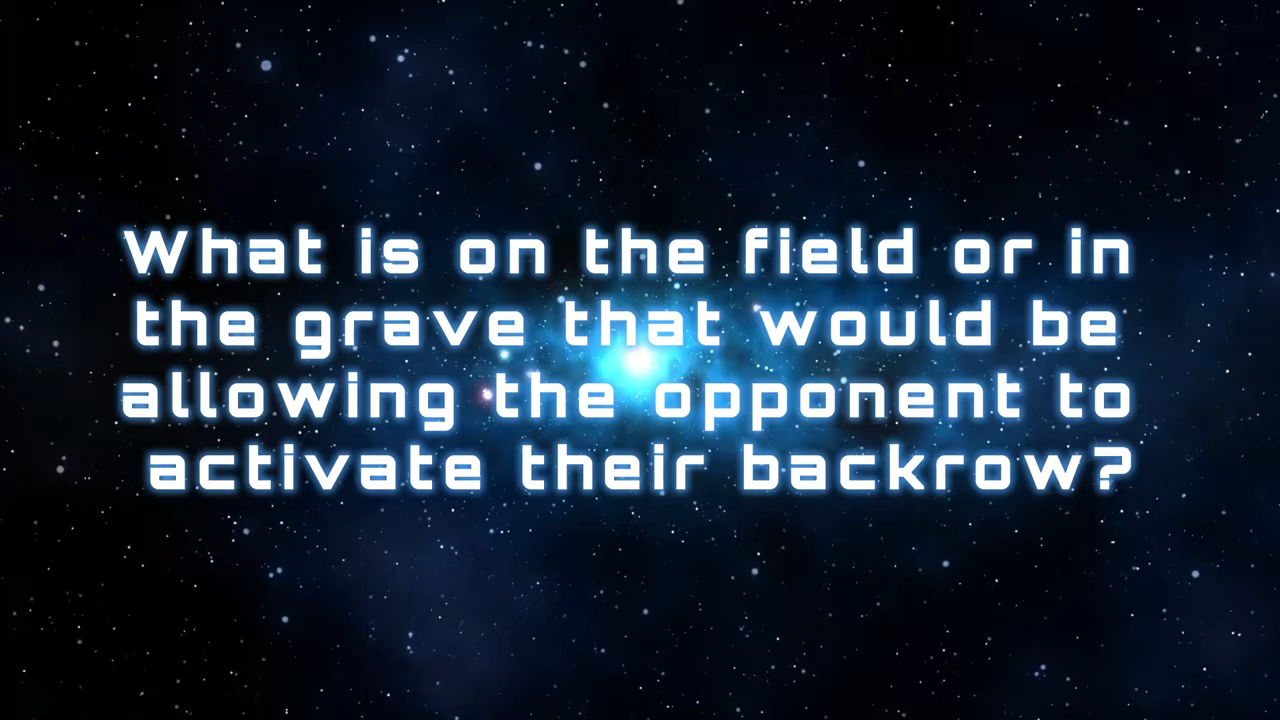 What is on the field or in
the grave that would be
allowing the opponent to
activate their backrow?